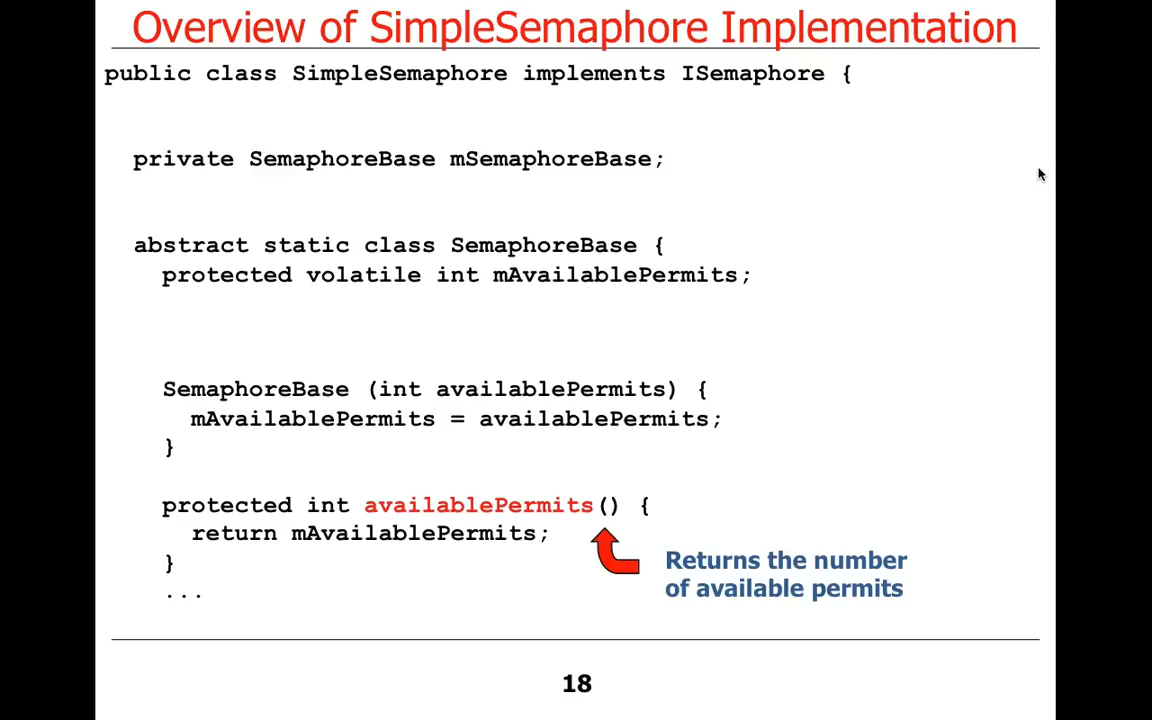 Overview of SimpleSemaphore Implementation
public class SimpleSemaphore implements ISemaphore {
private SemaphoreBase mSemaphoreBase;
abstract static class SemaphoreBase {
protected volatile int mAvailablePermits;
SemaphoreBase (int availablePermits) {
mAvailablePermits = availablePermits;
}
protected int availablePermits() {
return mAvailablePermits;
}
...
Returns the number
of available permits
18